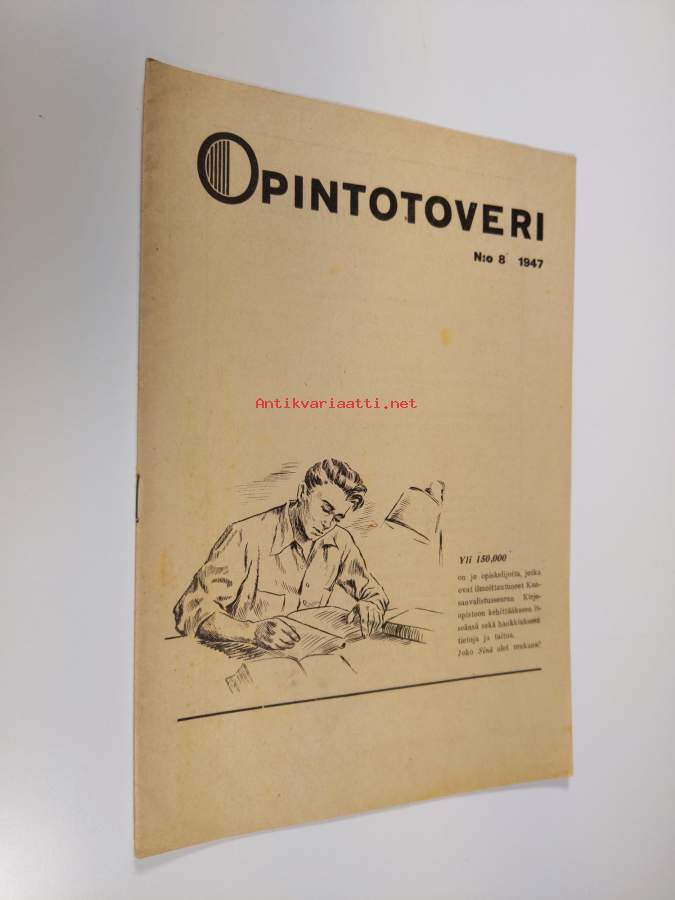 OPINTOTOVERI
N:o 8 1947
Antikvariaatti.net
Yli 150,000
on jo opiskelijoita, jotka
ovat ilmoittautuneet Kan-
sanvalistusseuran Kirje-
opistoon kehittääkseen it-
seänsä sekä hankkiakseen
tietoja ja taitoa.
Joko Sinä olet mukana?